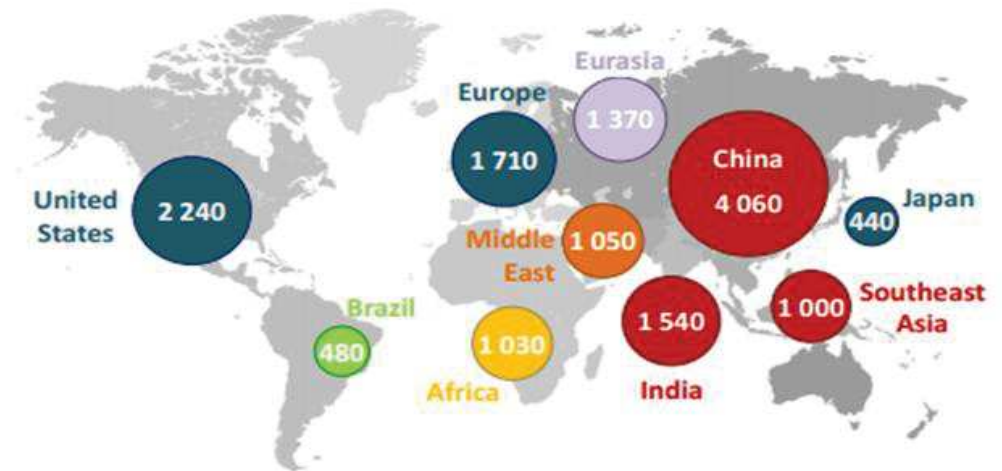 Eurasia
1 370
Europe
1 710
China
4 060
United
States
2 240
Japan
440
Middle
East
1 050
Brazil
480
Africa
1 030
India
1 540
Southeast
Asia
1 000